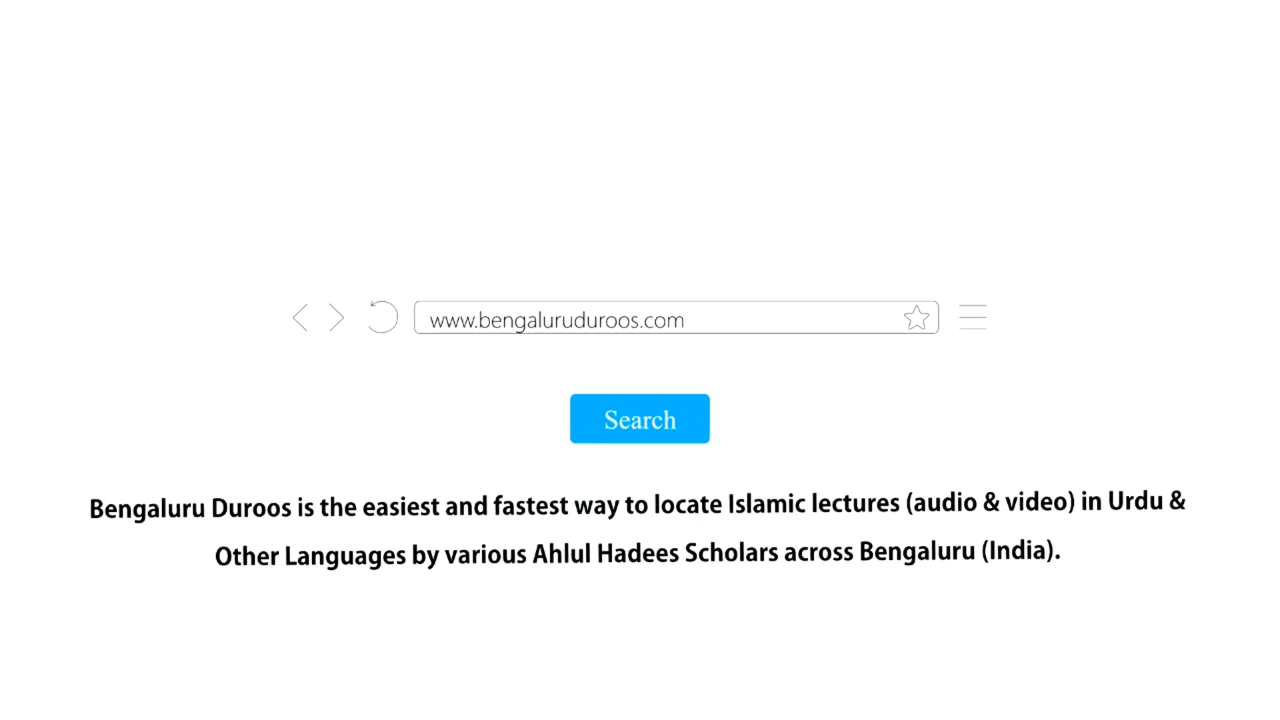 www.bengaluruduroos.com
Search
Bengaluru Duroos is the easiest and fastest way to locate Islamic lectures (audio & video) in Urdu &
Other Languages by various Ahlul Hadees Scholars across Bengaluru (India).